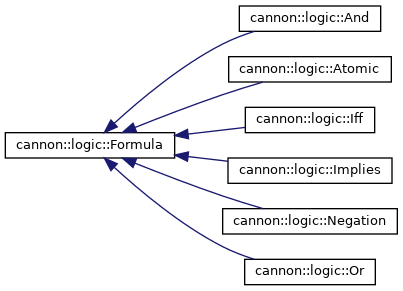 cannon::logic::And
cannon::logic::Atomic
cannon::logic::Iff
cannon::logic::Formula
cannon::logic::Implies
cannon::logic::Negation
cannon::logic::Or